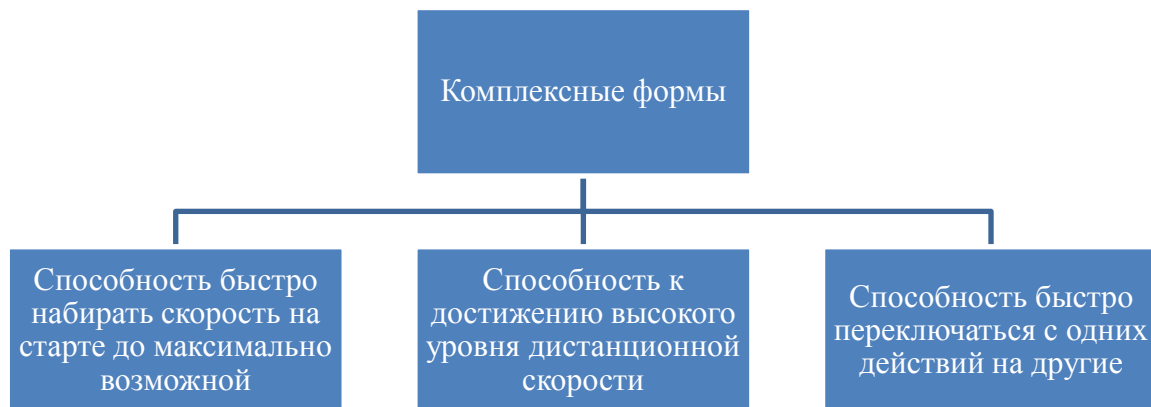 Комплексные формы
Способность быстро
набирать скорость на
старте до максимально
возможной
Способность к
достижению высокого
уровня дистанционной
скорости
Способность быстро
переключаться с одних
действий на другие